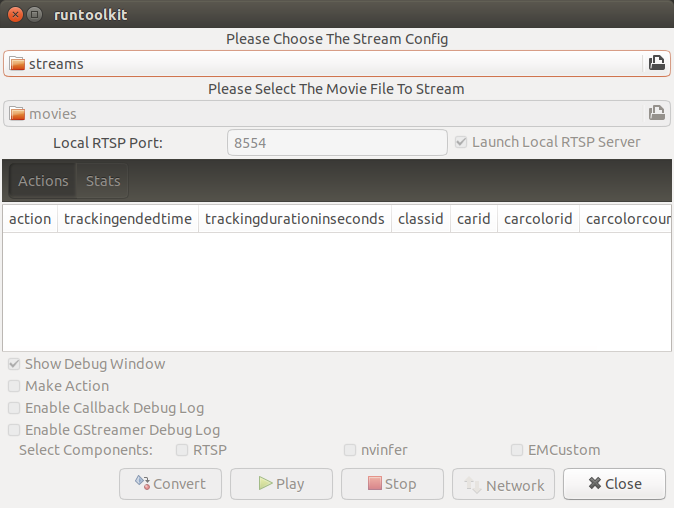 runtoolkit
Please Choose The Stream Config
streams
Please Select The Movie File To Stream
movies
Local RTSP Port: 8554 Launch Local RTSP Server
Actions Stats
action trackingendedtime trackingdurationinseconds classid carid carcolorid carcolorcoun
Show Debug Window
Make Action
Enable Callback Debug Log
Enable GStreamer Debug Log
Select Components: RTSP nvinfer EMCustom
Convert Play Stop Network Close